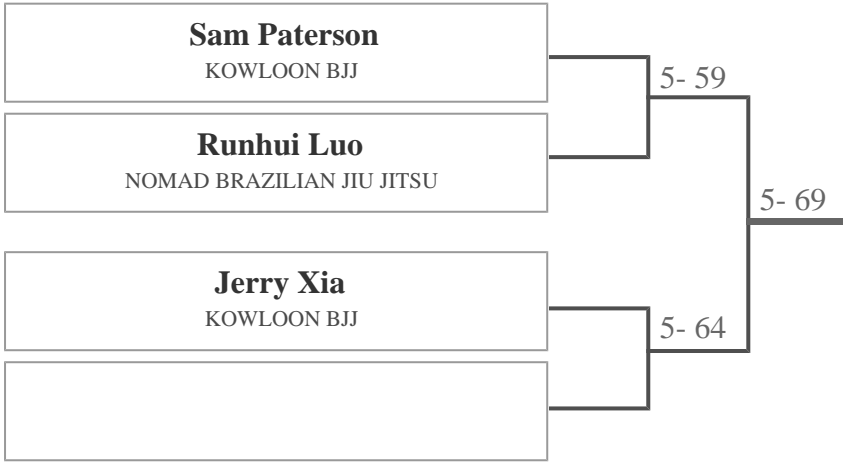 Sam Paterson
KOWLOON BJJ
5- 59
Runhui Luo
NOMAD BRAZILIAN JIU JITSU
5- 69
Jerry Xia
KOWLOON BJJ
5- 64